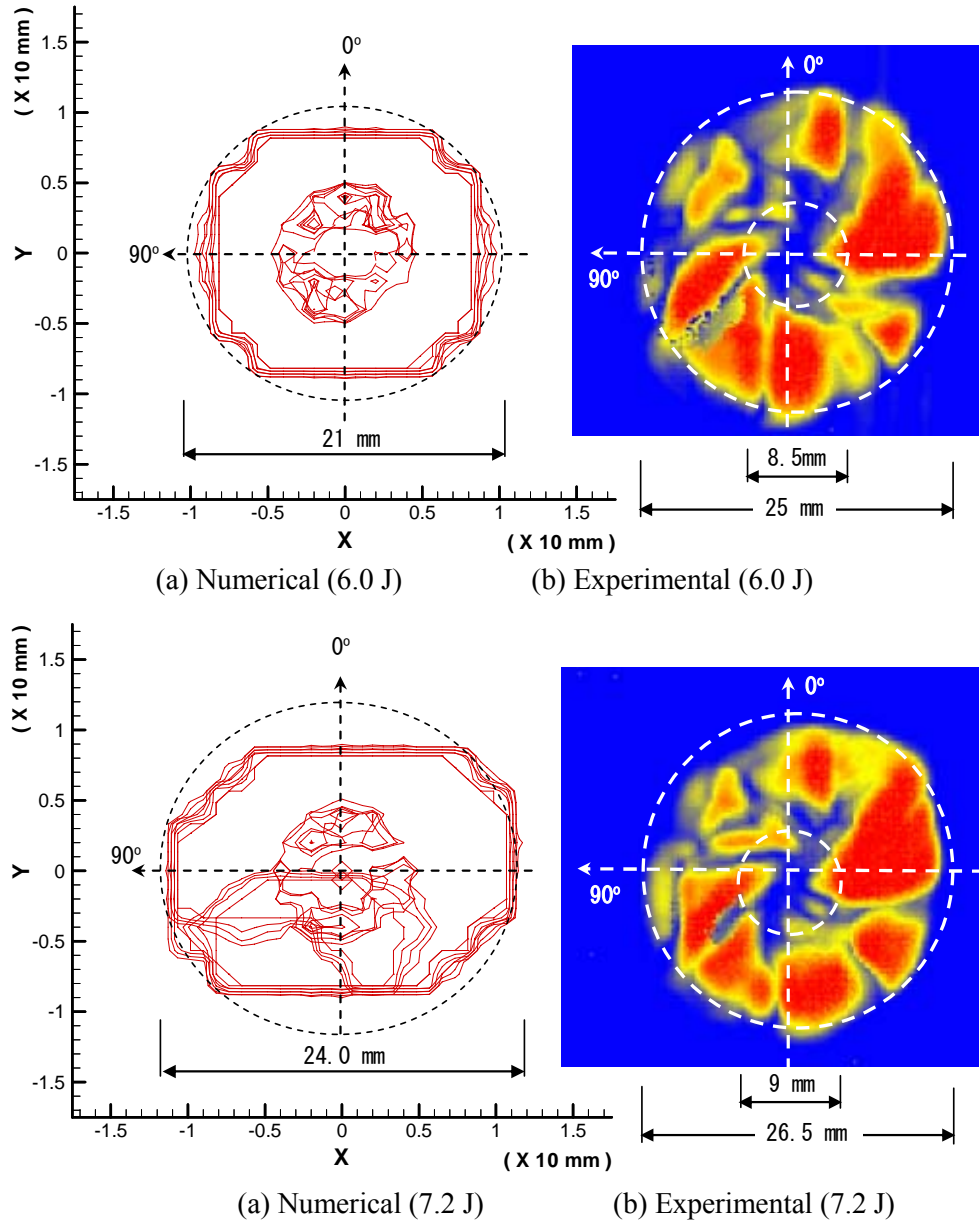 ( X 10 mm )
Y
1.5
1
0.5
0
-0.5
-1
-1.5
0º
90º
21 mm
-1.5
-1
-0.5
0
0.5
1
1.5
X
( X 10 mm )
0º
90º
8.5mm
25 mm
(a) Numerical (6.0 J)
(b) Experimental (6.0 J)
( X 10 mm )
Y
1.5
1
0.5
0
-0.5
-1
-1.5
0º
90º
24.0 mm
-1.5
-1
-0.5
0
0.5
1
1.5
X
( X 10 mm )
0º
90º
9 mm
26.5 mm
(a) Numerical (7.2 J)
(b) Experimental (7.2 J)